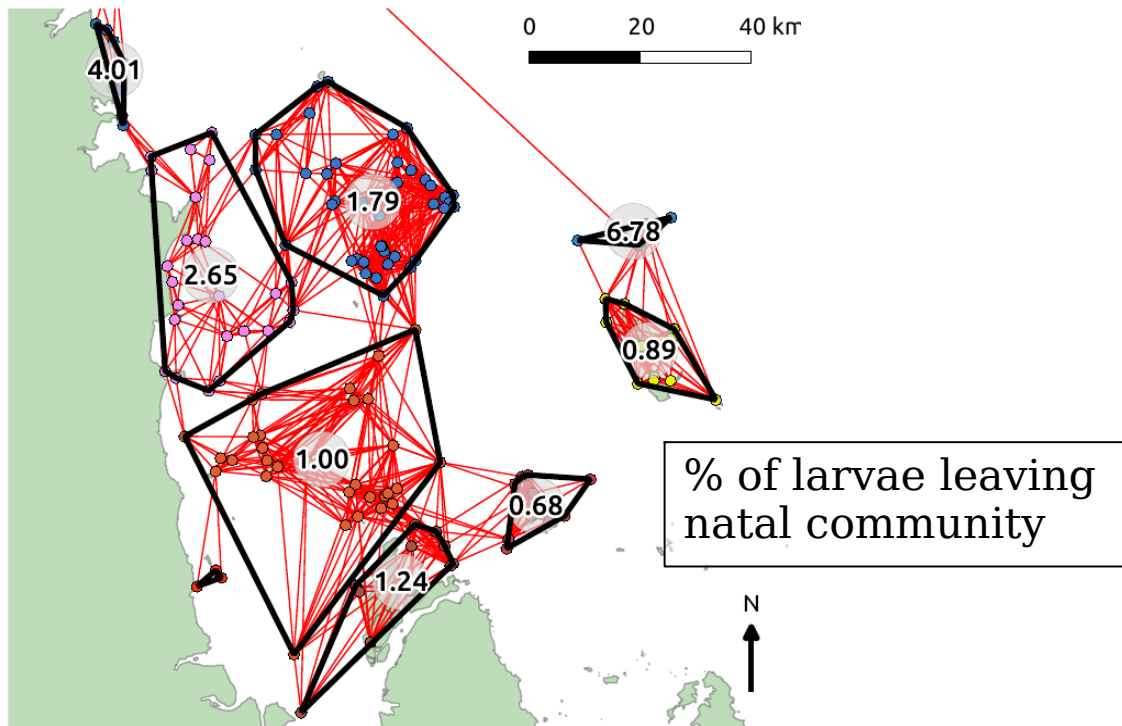 0 20 40 km
4.01
1.79
6.78
2.65
0.89
1.00
0.68
% of larvae leaving
natal community
1.24
N